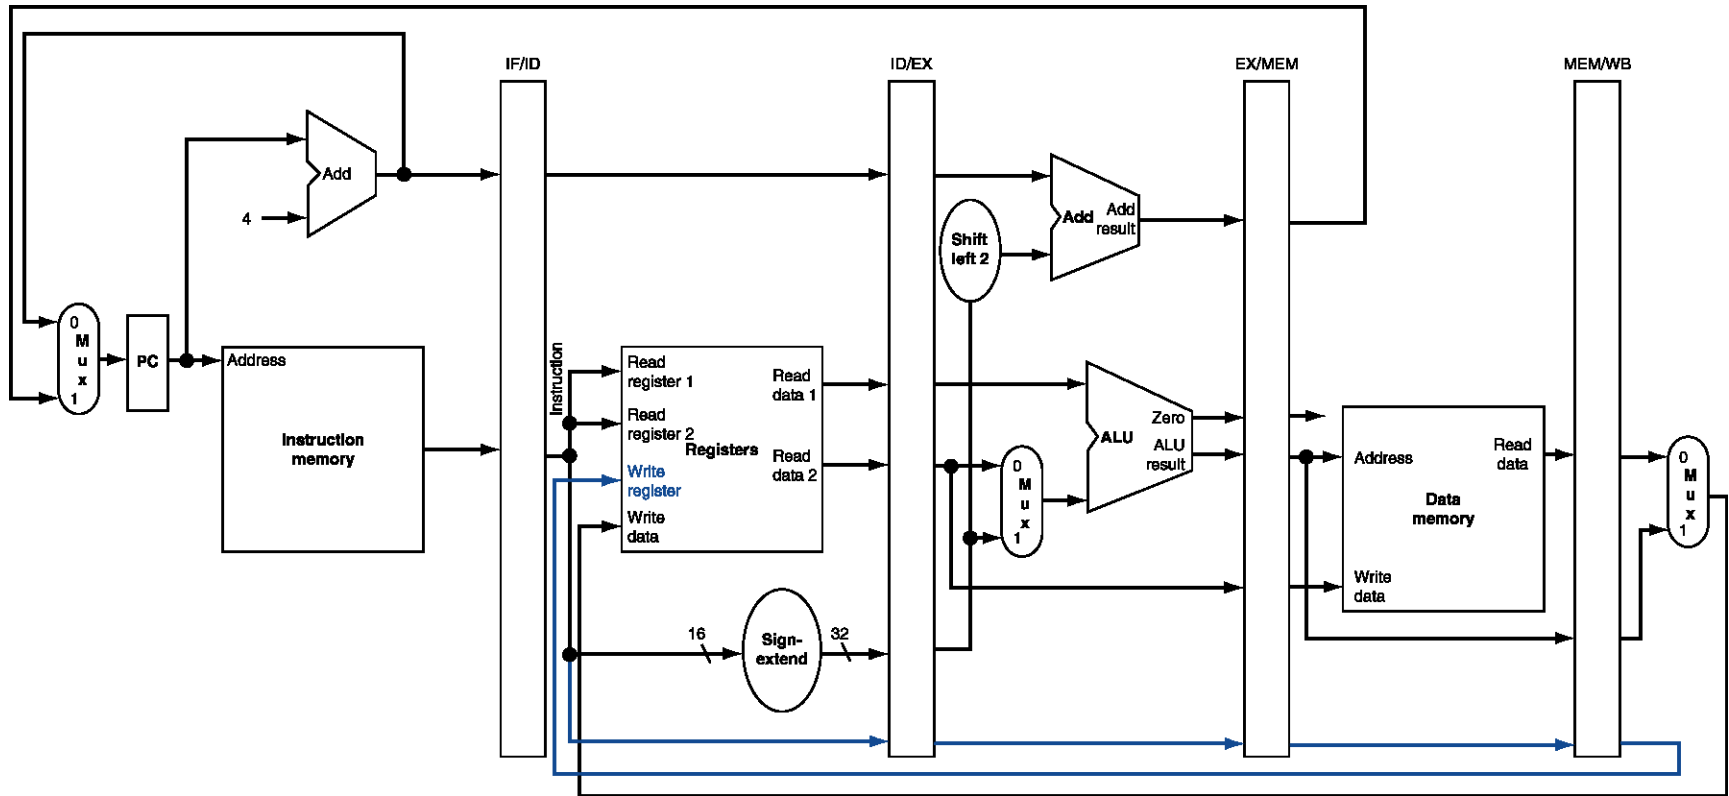 IF/ID
ID/EX
EX/MEM
MEM/WB
Add
4
Add
Add
result
Shift
left 2
0
M
u
x
1
PC
Address
Instruction
memory
Instruction
Read
register 1
Read
register 2
Registers
Write
register
Write
data
Read
data 1
Read
data 2
16
Sign-
extend
32
0
M
u
x
1
Zero
ALU
ALU
result
Address
Read
data
Data
memory
Write
data
0
M
u
x
1